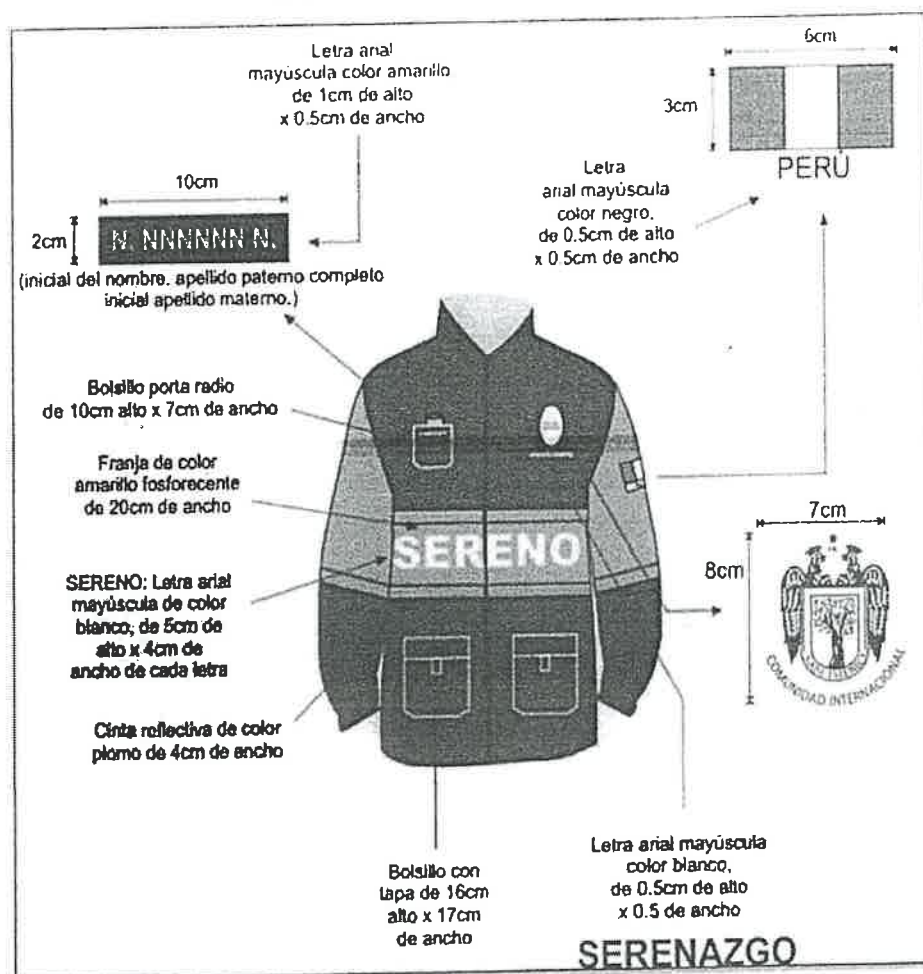 Letra arial
mayúscula color amarillo
de 1cm de alto
x 0.5cm de ancho
6cm
3cm
PERÚ
Letra
arial mayúscula
color negro,
de 0.5cm de alto
x 0.5cm de ancho
10cm
2cm
N. NNNNNN N.
(inicial del nombre. apellido paterno completo
inicial apellido materno.)
Bolsillo porta radio
de 10cm alto x 7cm de ancho
Franja de color
amarillo fosforecente
de 20cm de ancho
SERENO
SERENO: Letra arial
mayúscula de color
blanco, de 5cm de
alto x 4cm de
ancho de cada letra
Cinta reflectiva de color
plomo de 4cm de ancho
7cm
8cm
COMUNIDAD INTERNACIONAL
Bolsillo con
tapa de 16cm
alto x 17cm
de ancho
Letra arial mayúscula
color blanco,
de 0.5cm de alto
x 0.5 de ancho
SERENAZGO